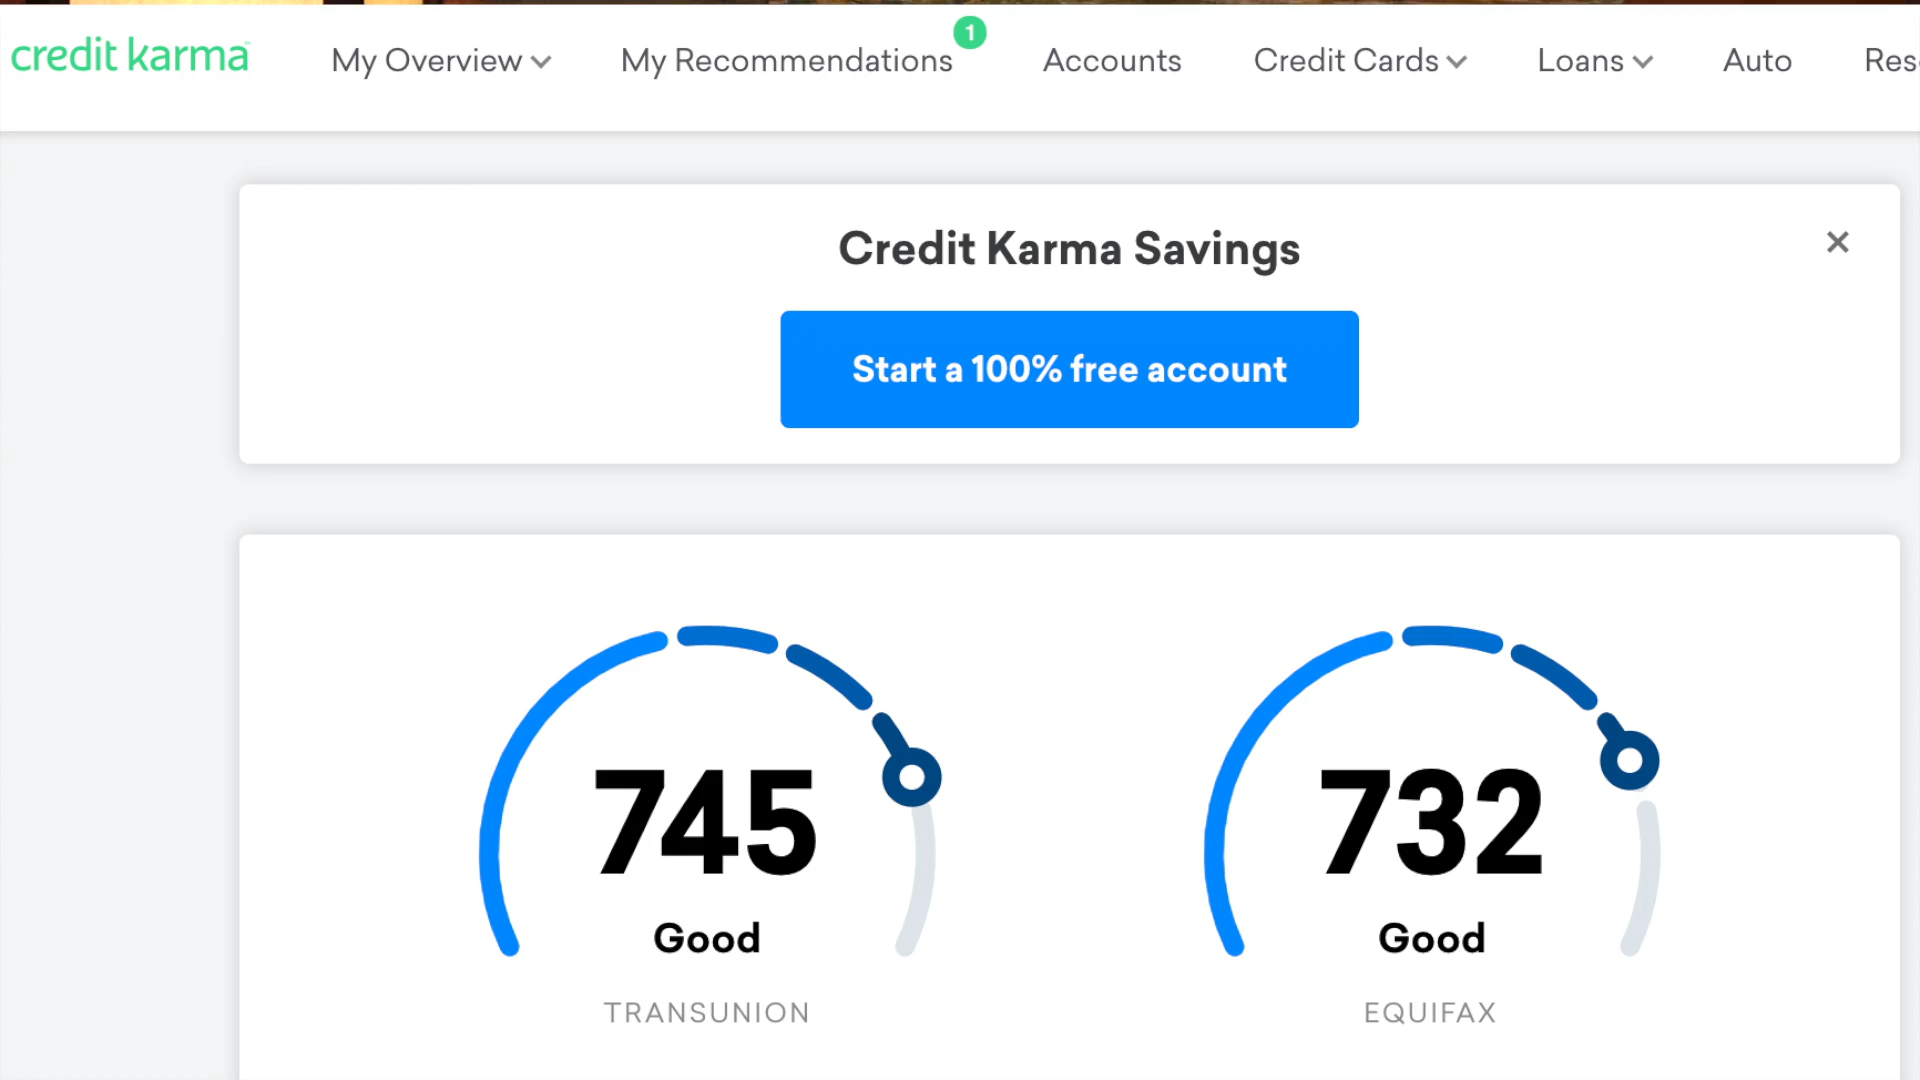 credit karma
My Overview
My Recommendations
1
Accounts
Credit Cards
Loans
Auto
Credit Karma Savings
Start a 100% free account
745
Good
TRANSUNION
732
Good
EQUIFAX